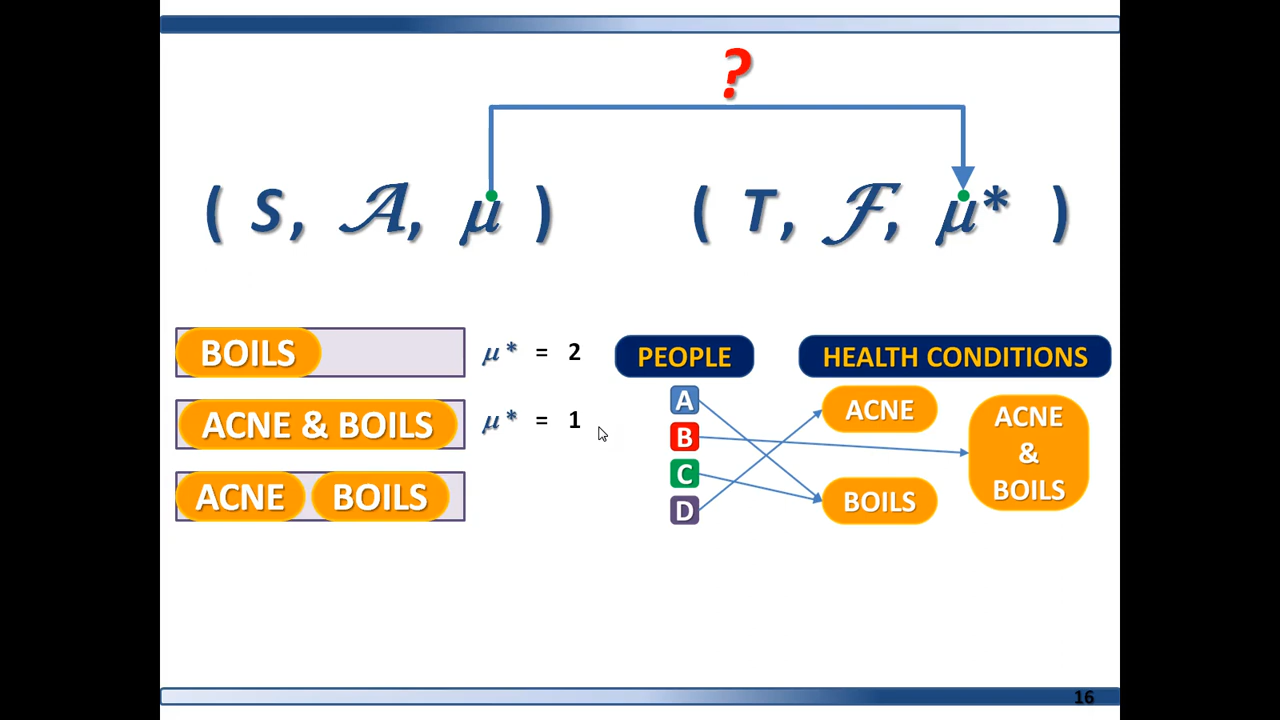 ?
( S, 𝒜, μ ) ( T, ℱ, μ* )
BOILS μ* = 2
ACNE & BOILS μ* = 1
ACNE BOILS
PEOPLE HEALTH CONDITIONS
A
B
C
D
ACNE
BOILS
ACNE
&
BOILS
16